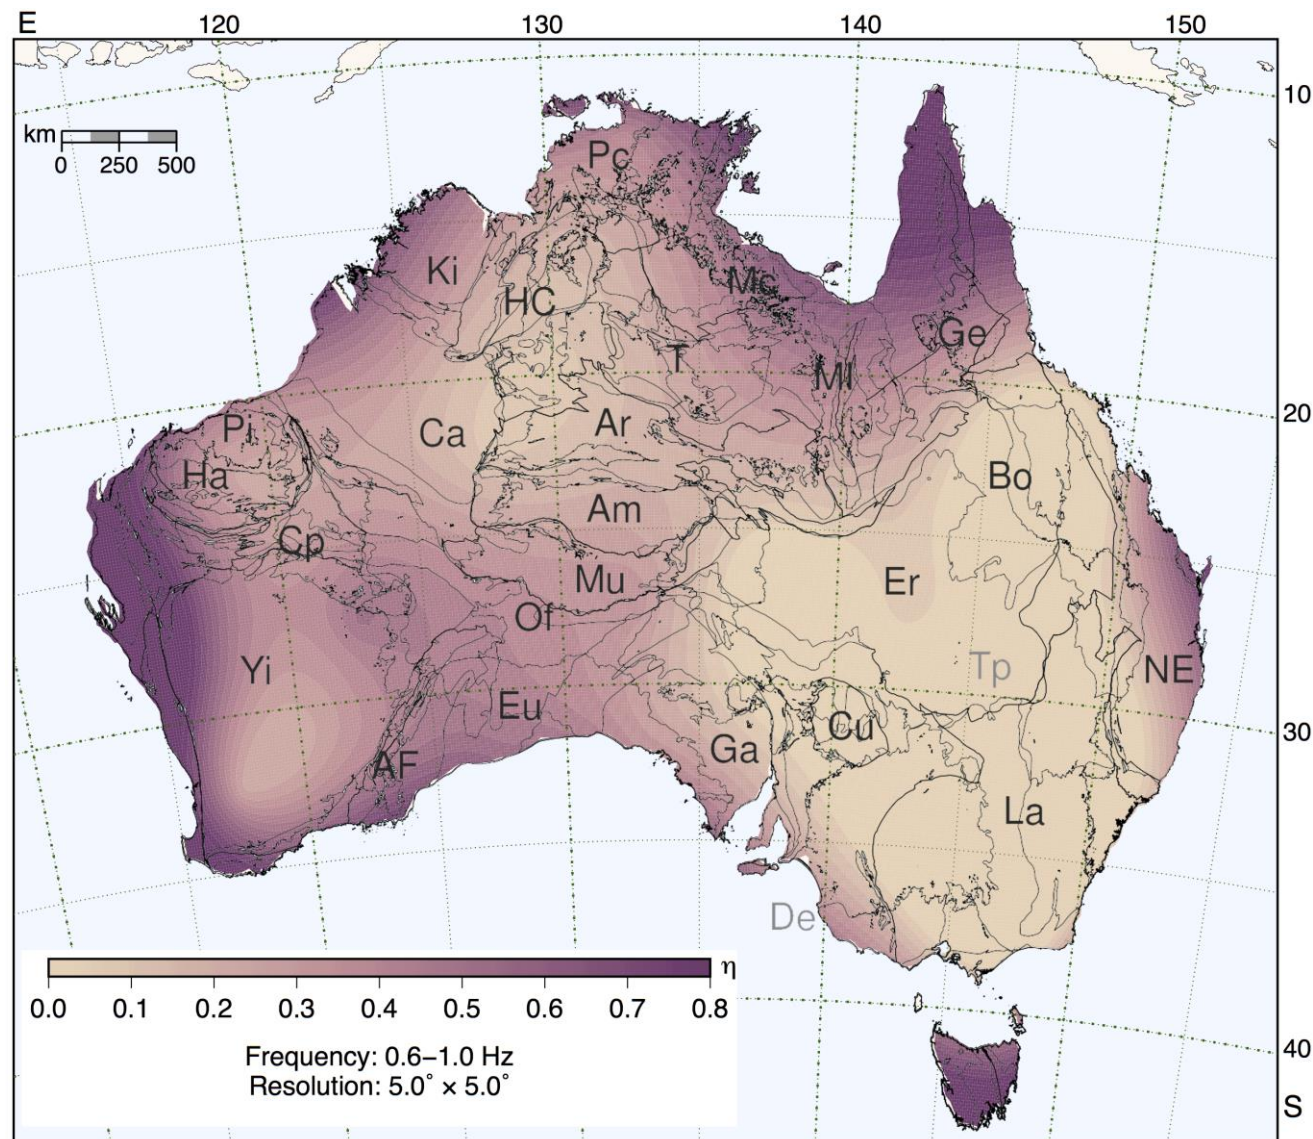 E 120 130 140 150
10
km
0 250 500
Pc
Ki
Mc
HC
Ge
T
MI
20
Pi
Ca
Ar
Ha
Bo
Am
Cp
Mu
Er
Of
Yi
Tp
NE
Eu
Cu
30
Ga
AF
La
De
η
0.0 0.1 0.2 0.3 0.4 0.5 0.6 0.7 0.8
Frequency: 0.6–1.0 Hz
Resolution: 5.0° × 5.0°
40
S